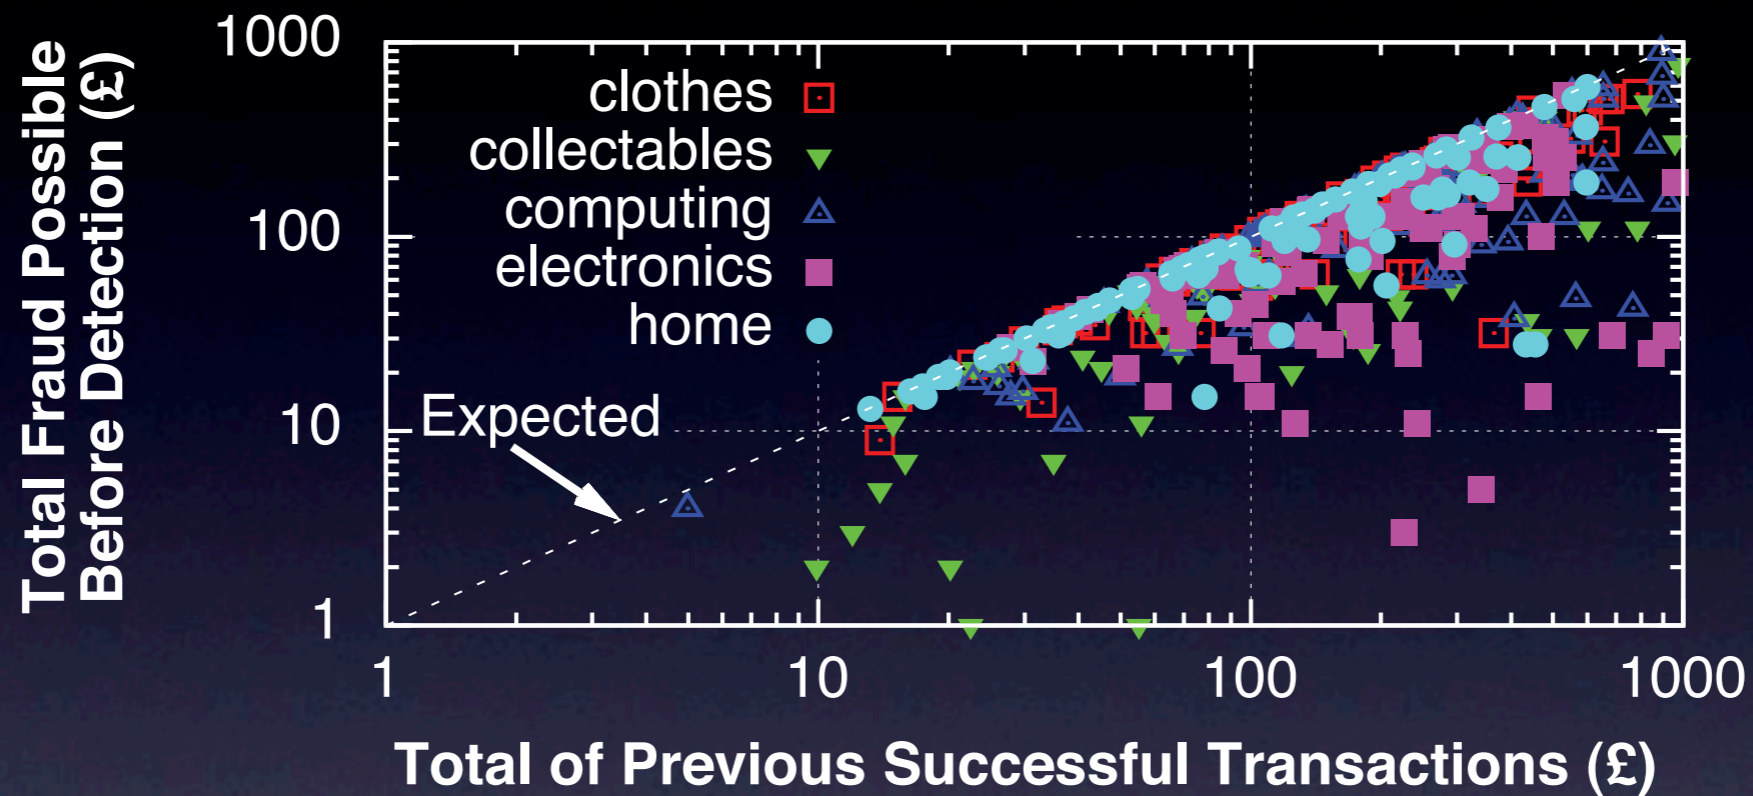 Total Fraud Possible
Before Detection (£)
1000
100
10
1
clothes
collectables
computing
electronics
home
Expected
1 10 100 1000
Total of Previous Successful Transactions (£)